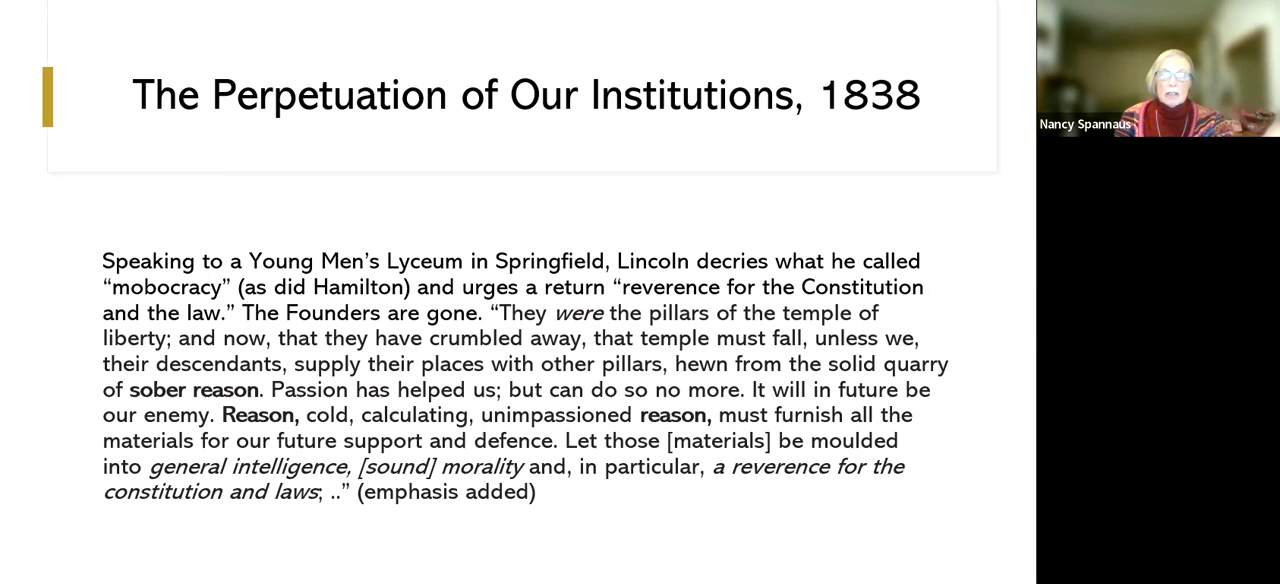 The Perpetuation of Our Institutions, 1838
Nancy Spannaus
Speaking to a Young Men’s Lyceum in Springfield, Lincoln decries what he called
“mobocracy” (as did Hamilton) and urges a return “reverence for the Constitution
and the law.” The Founders are gone. “They were the pillars of the temple of
liberty; and now, that they have crumbled away, that temple must fall, unless we,
their descendants, supply their places with other pillars, hewn from the solid quarry
of sober reason. Passion has helped us; but can do so no more. It will in future be
our enemy. Reason, cold, calculating, unimpassioned reason, must furnish all the
materials for our future support and defence. Let those [materials] be moulded
into general intelligence, [sound] morality and, in particular, a reverence for the
constitution and laws; ..” (emphasis added)